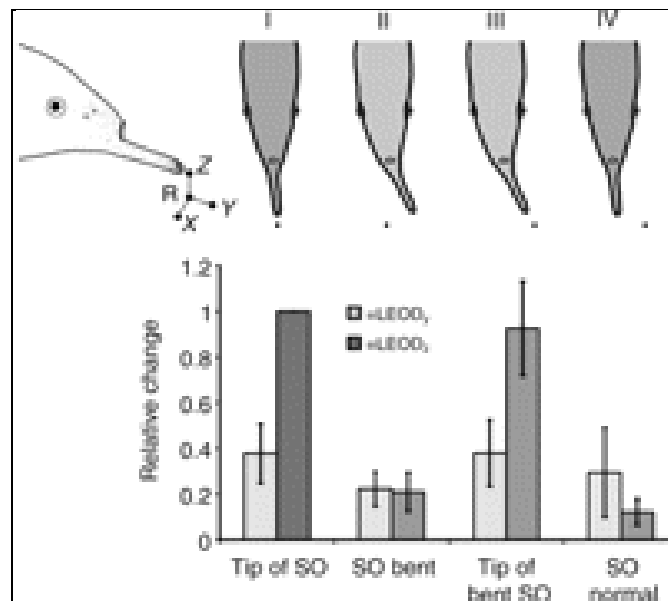 I II III IV
Z
R
Y
X
1.2
1
0.8
0.6
0.4
0.2
0
Relative change
Tip of SO
SO bent
Tip of
bent SO
SO
normal